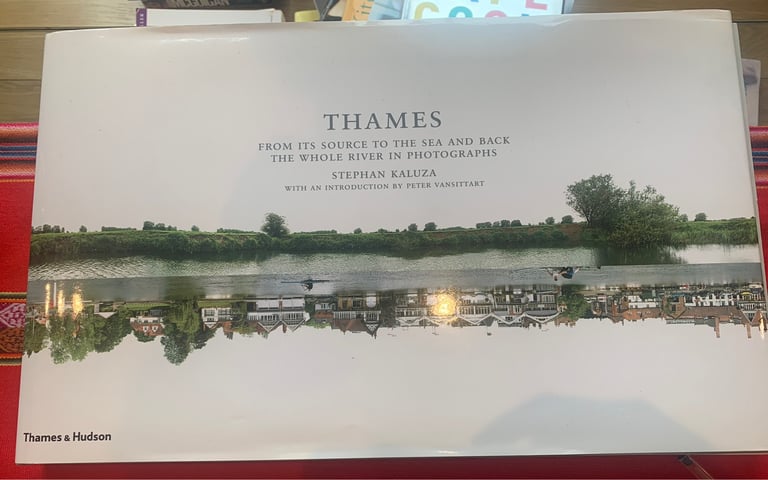 THAMES
FROM ITS SOURCE TO THE SEA AND BACK
THE WHOLE RIVER IN PHOTOGRAPHS
STEPHAN KALUZA
WITH AN INTRODUCTION BY PETER VANSITTART
Thames & Hudson